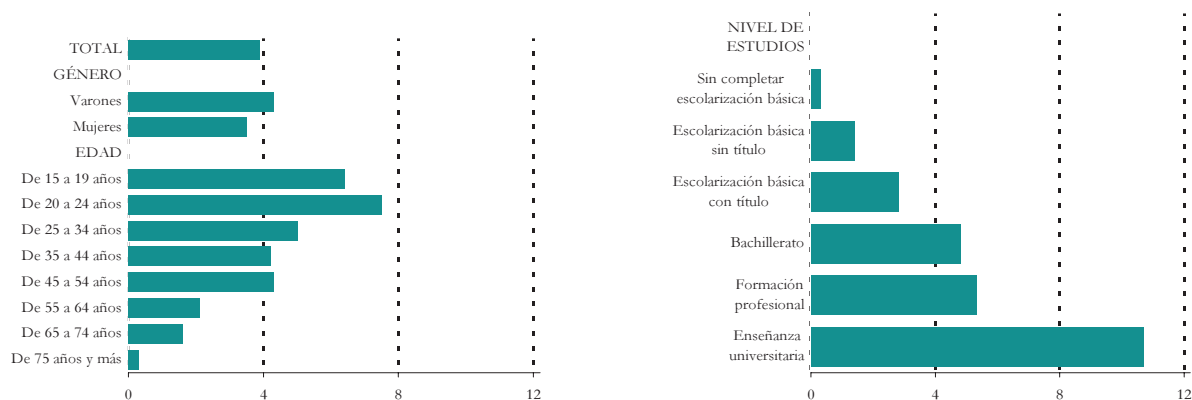 TOTAL
GÉNERO
Varones
Mujeres
EDAD
De 15 a 19 años
De 20 a 24 años
De 25 a 34 años
De 35 a 44 años
De 45 a 54 años
De 55 a 64 años
De 65 a 74 años
De 75 años y más
0 4 8 12
NIVEL DE
ESTUDIOS
Sin completar
escolarización básica
Escolarización básica
sin título
Escolarización básica
con título
Bachillerato
Formación
profesional
Enseñanza
universitaria
0 4 8 12